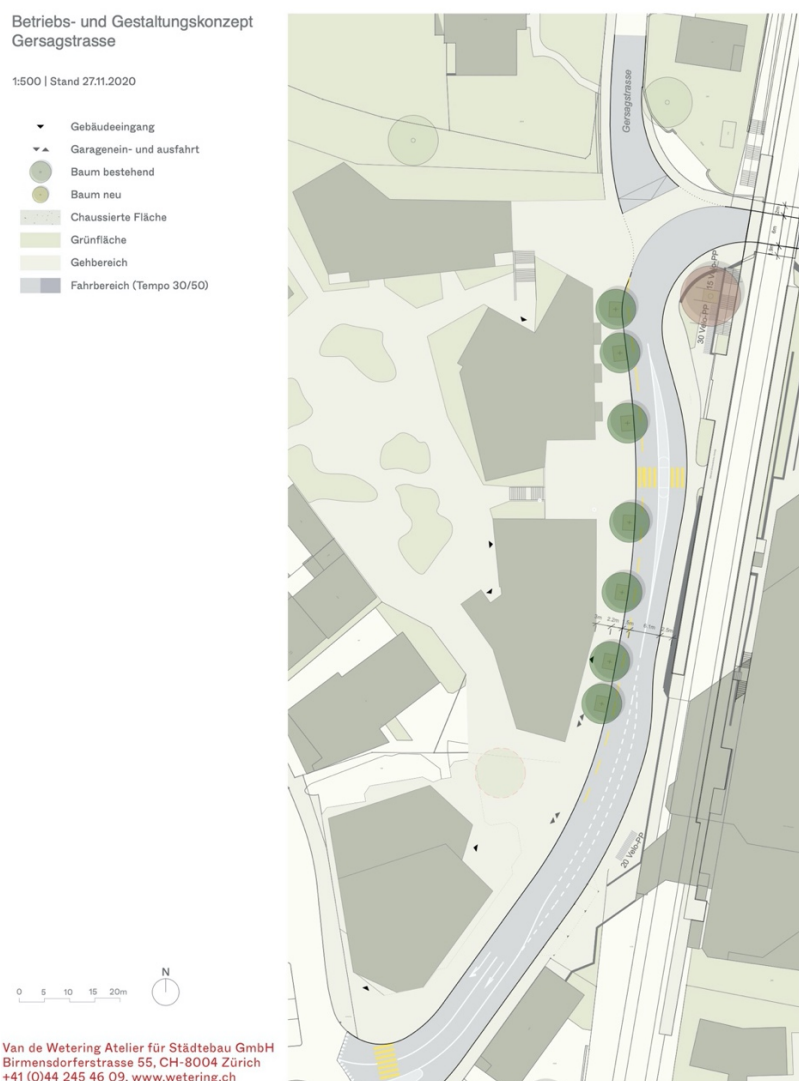 Betriebs- und Gestaltungskonzept
Gersagstrasse
1:500 | Stand 27.11.2020
Gebäudeeingang
Garagenein- und ausfahrt
Baum bestehend
Baum neu
Chaussierte Fläche
Grünfläche
Gehbereich
Fahrbereich (Tempo 30/50)
Gersagstrasse
30 Velo-PP
15 Velo-PP
20 Velo-PP
0 5 10 15 20m
N
Van de Wetering Atelier für Städtebau GmbH
Birmensdorferstrasse 55, CH-8004 Zürich
+41 (0)44 245 46 09, www.wetering.ch